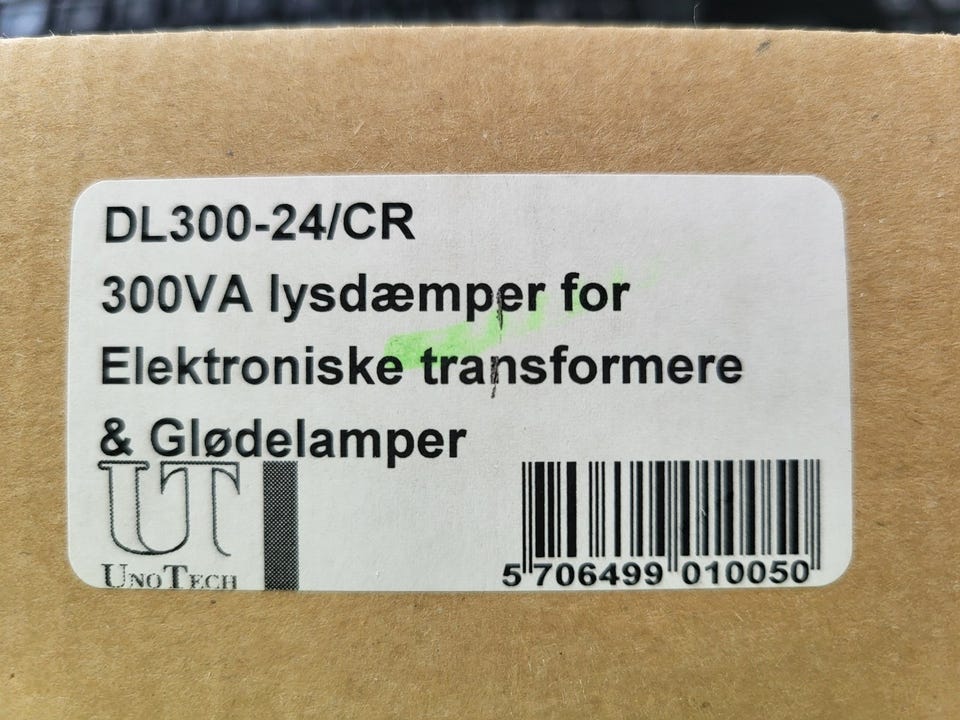 DL300-24/CR
300VA lysdæmper for
Elektroniske transformere
& Glødelamper
UT
UNOTECH
5 706499 010050